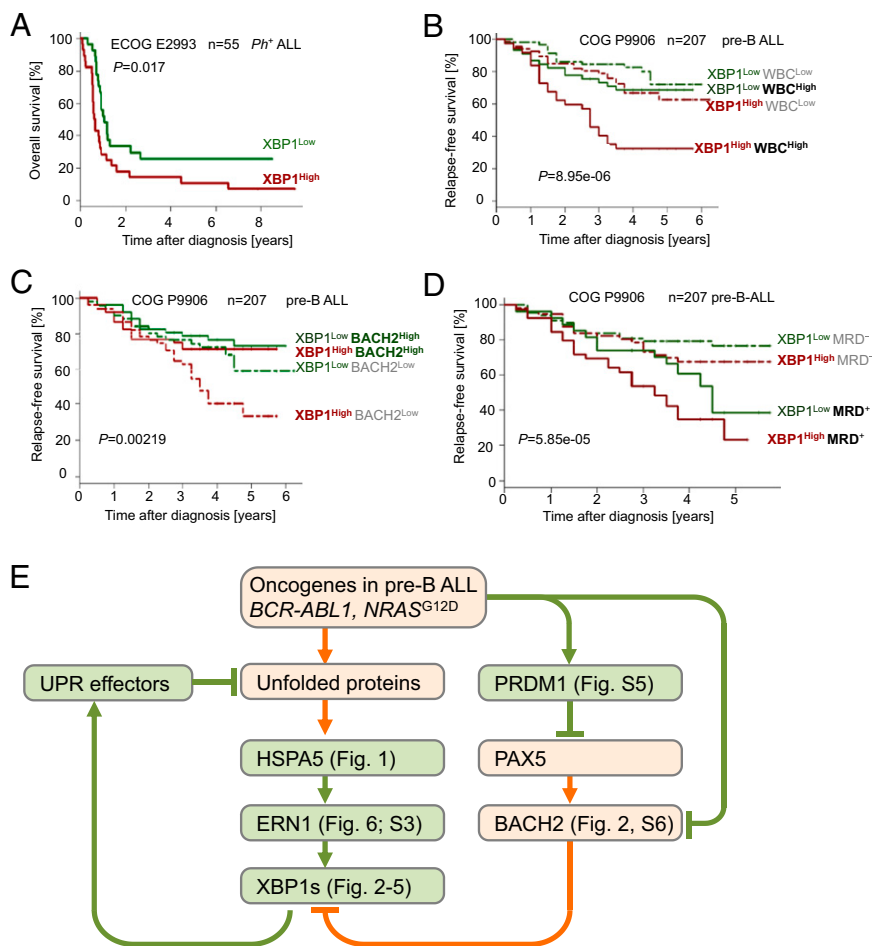 A
ECOG E2993 n=55 Ph⁺ ALL
P=0.017
Overall survival [%]
100
80
60
40
20
0
XBP1Low
XBP1High
0 2 4 6 8
Time after diagnosis [years]
B
COG P9906 n=207 pre-B ALL
Relapse-free survival [%]
100
80
60
40
20
0
XBP1Low WBCLow
XBP1Low WBCHigh
XBP1High WBCLow
XBP1High WBCHigh
P=8.95e-06
0 1 2 3 4 5 6
Time after diagnosis [years]
C
COG P9906 n=207 pre-B ALL
Relapse-free survival [%]
100
80
60
40
20
0
XBP1Low BACH2High
XBP1High BACH2High
XBP1Low BACH2Low
XBP1High BACH2Low
P=0.00219
0 1 2 3 4 5 6
Time after diagnosis [years]
D
COG P9906 n=207 pre-B-ALL
Relapse-free survival [%]
100
80
60
40
20
0
XBP1Low MRD⁻
XBP1High MRD⁻
XBP1Low MRD⁺
XBP1High MRD⁺
P=5.85e-05
0 1 2 3 4 5
Time after diagnosis [years]
E
Oncogenes in pre-B ALL
BCR-ABL1, NRASG12D
UPR effectors
Unfolded proteins
PRDM1 (Fig. S5)
HSPA5 (Fig. 1)
PAX5
ERN1 (Fig. 6; S3)
BACH2 (Fig. 2, S6)
XBP1s (Fig. 2-5)